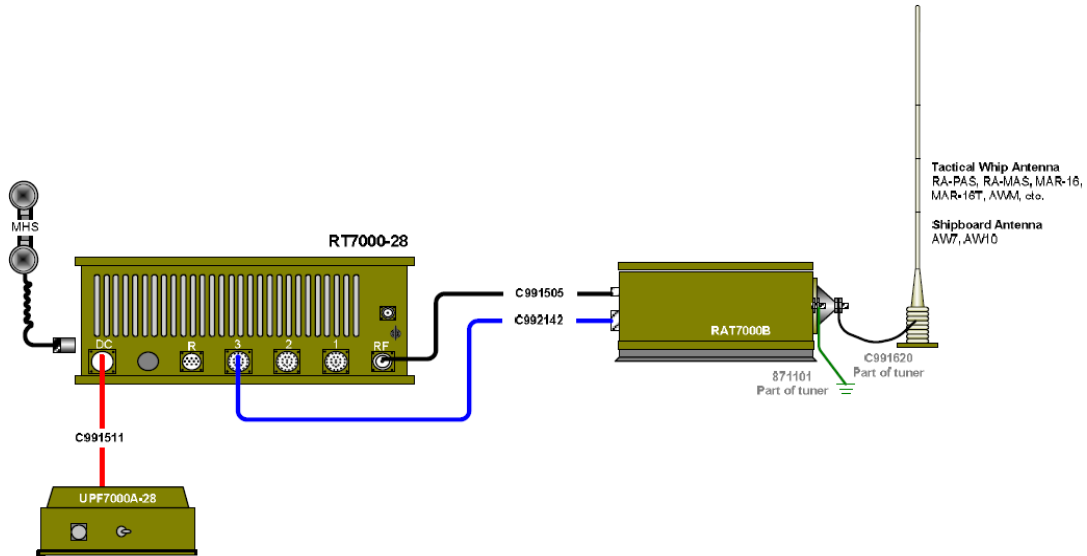 Tactical Whip Antenna
RA-PAS, RA-MAS, MAR-16,
MAR-16T, AWM, etc.
Shipboard Antenna
AW7, AW10
MHS
RT7000-28
C991505
C992142
RAT7000B
DC
R
3
2
1
RF
C991620
Part of tuner
871101
Part of tuner
C991511
UPF7000A-28